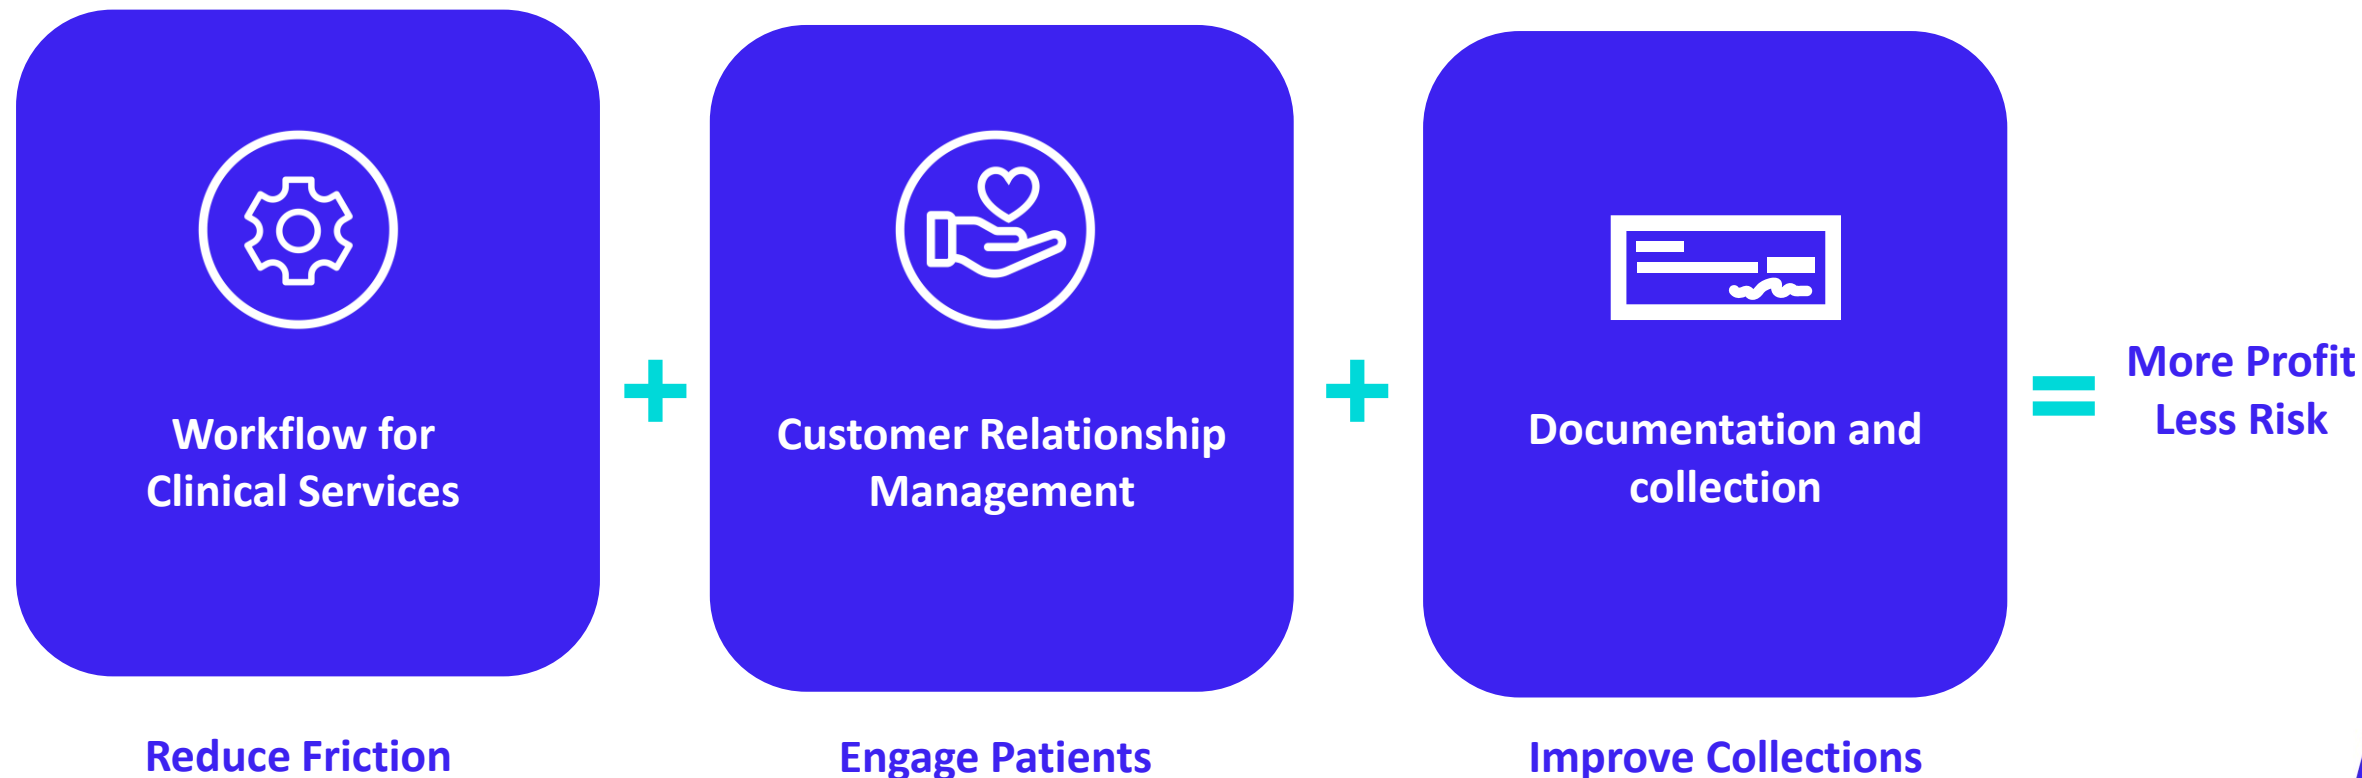 Workflow for
Clinical Services
+
Customer Relationship
Management
+
Documentation and
collection
=
More Profit
Less Risk
Reduce Friction
Engage Patients
Improve Collections